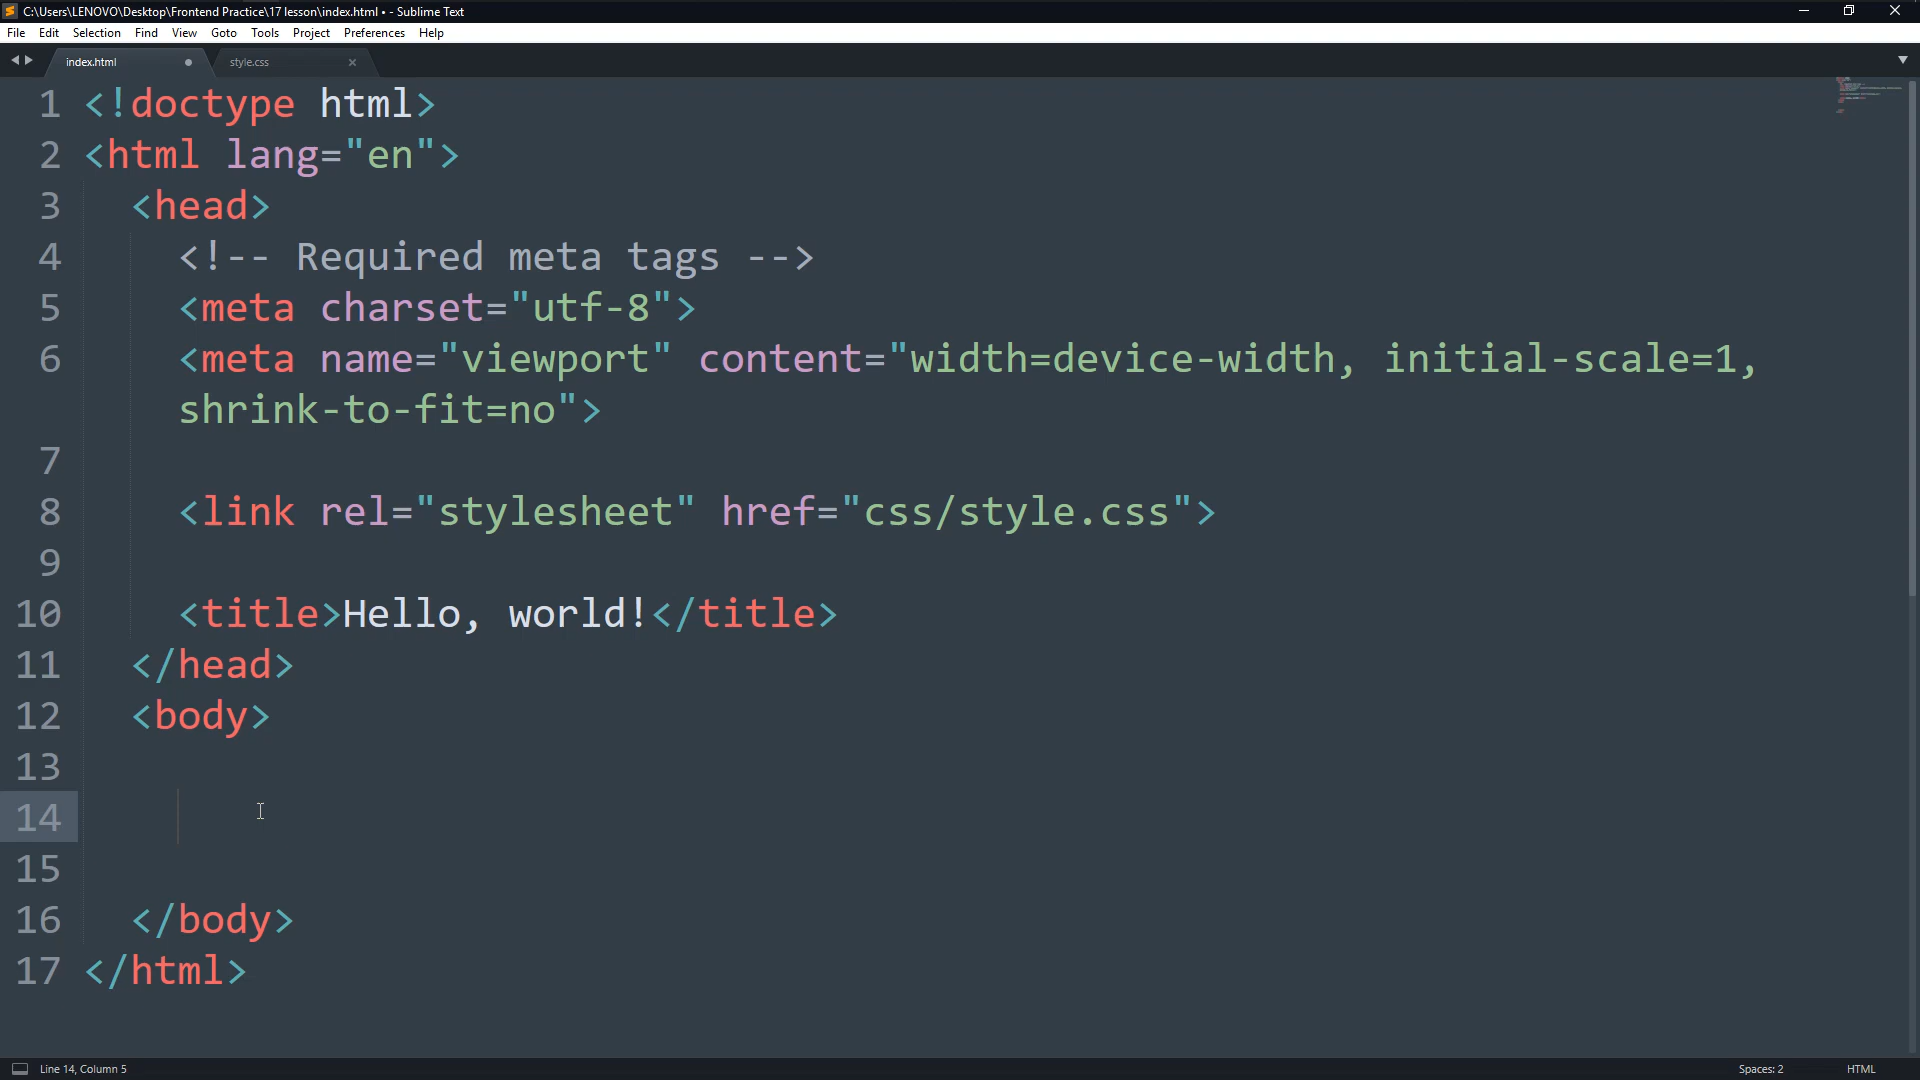 C:\Users\LENOVO\Desktop\Frontend Practice\17 lesson\index.html • - Sublime Text
File Edit Selection Find View Goto Tools Project Preferences Help
index.html style.css
1 <!doctype html>
2 <html lang="en">
3 <head>
4 <!-- Required meta tags -->
5 <meta charset="utf-8">
6 <meta name="viewport" content="width=device-width, initial-scale=1,
shrink-to-fit=no">
7
8 <link rel="stylesheet" href="css/style.css">
9
10 <title>Hello, world!</title>
11 </head>
12 <body>
13
14
15
16 </body>
17 </html>
Line 14, Column 5 Spaces: 2 HTML